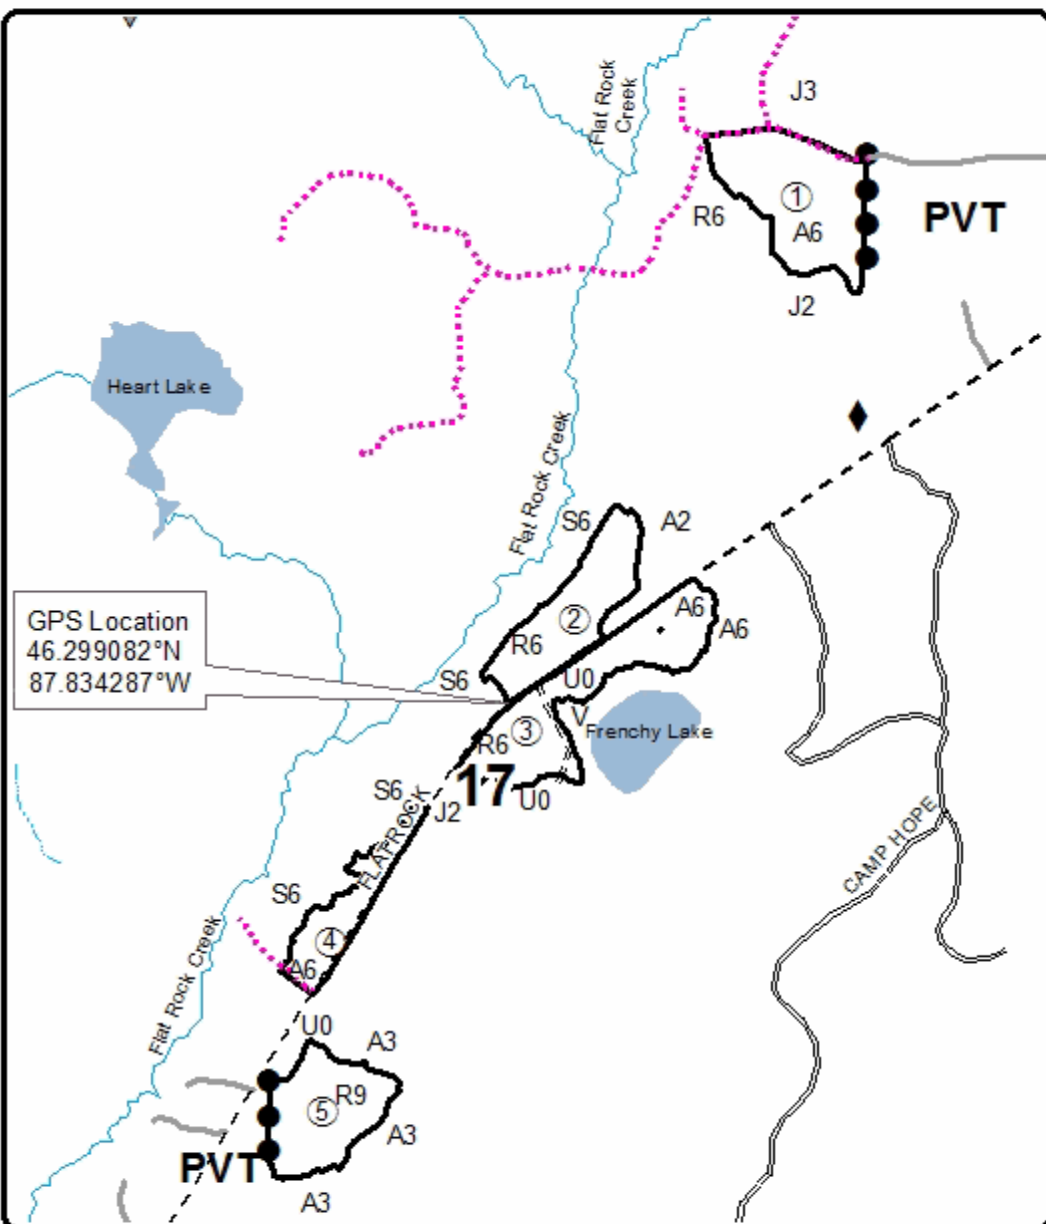 J3
Flat Rock
Creek
R6
①
A6
PVT
J2
Heart Lake
Flat Rock Creek
S6
A2
②
R6
A6
A6
GPS Location
46.299082°N
87.834287°W
S6
U0
V
③
R6
Frenchy Lake
17
U0
S6
J2
FLAT ROCK
CAMP HOPE
S6
④
A6
Flat Rock Creek
U0
A3
R9
⑤
A3
PVT
A3